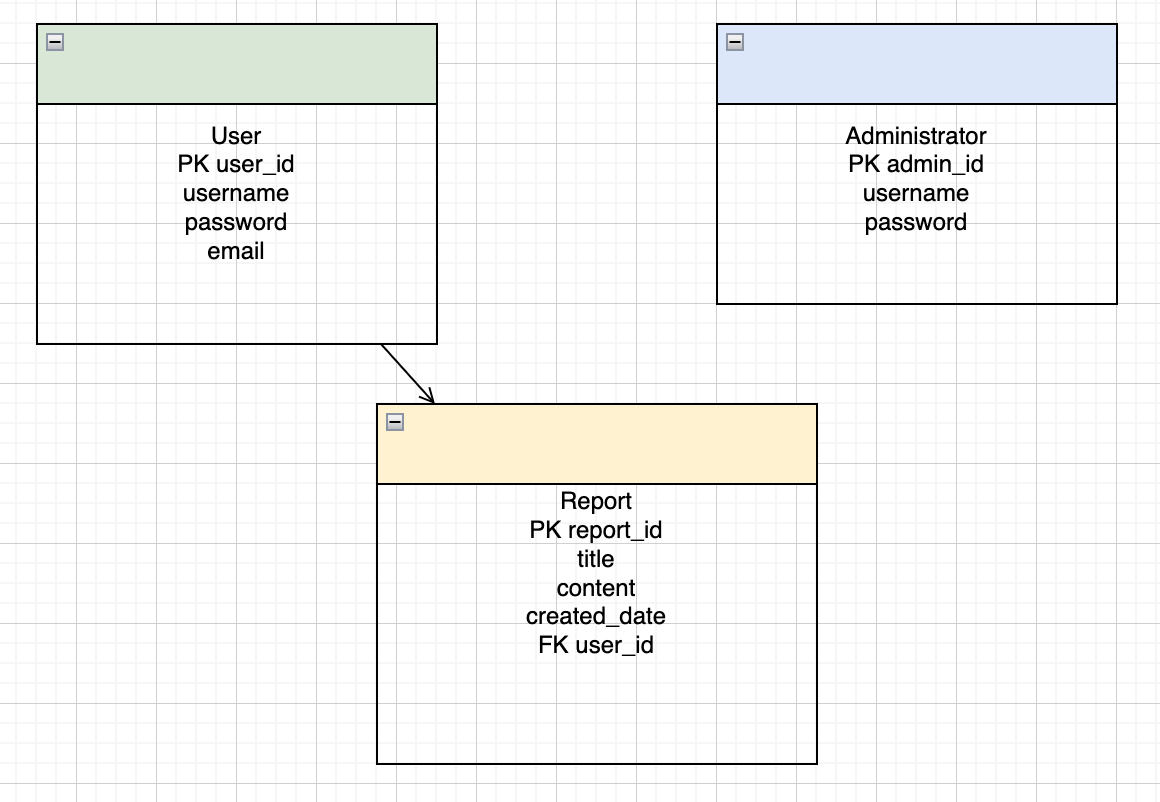 User
PK user_id
username
password
email
Administrator
PK admin_id
username
password
Report
PK report_id
title
content
created_date
FK user_id